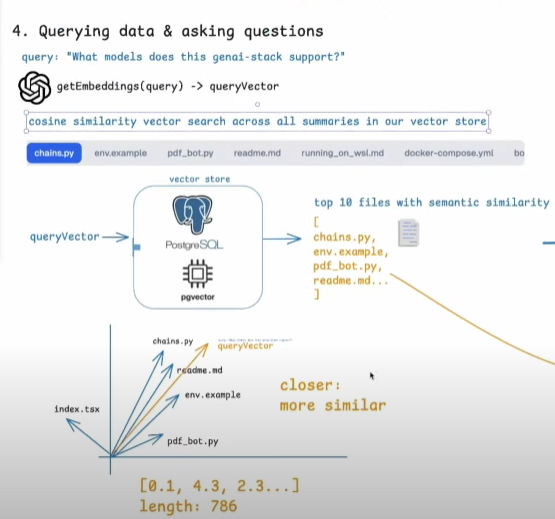 4. Querying data & asking questions
query: "What models does this genai-stack support?"
getEmbeddings(query) -> queryVector
cosine similarity vector search across all summaries in our vector store
chains.py env.example pdf_bot.py readme.md running_on_wsl.md docker-compose.yml bo
vector store
top 10 files with semantic similarity
[
chains.py,
env.example,
pdf_bot.py,
readme.md...
]
queryVector
PostgreSQL
pgvector
chains.py
queryVector
readme.md
env.example
index.tsx
pdf_bot.py
closer:
more similar
[0.1, 4.3, 2.3...]
length: 786